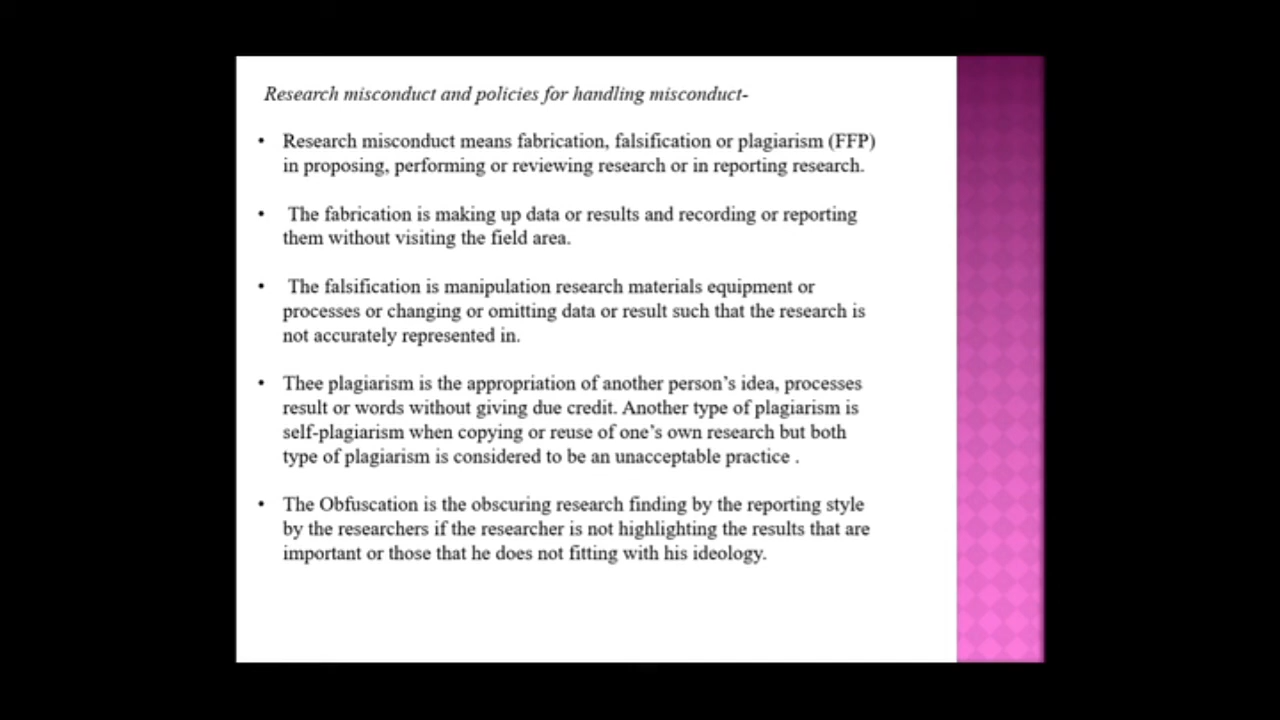 Research misconduct and policies for handling misconduct-
• Research misconduct means fabrication, falsification or plagiarism (FFP)
in proposing, performing or reviewing research or in reporting research.
• The fabrication is making up data or results and recording or reporting
them without visiting the field area.
• The falsification is manipulation research materials equipment or
processes or changing or omitting data or result such that the research is
not accurately represented in.
• Thee plagiarism is the appropriation of another person’s idea, processes
result or words without giving due credit. Another type of plagiarism is
self-plagiarism when copying or reuse of one’s own research but both
type of plagiarism is considered to be an unacceptable practice .
• The Obfuscation is the obscuring research finding by the reporting style
by the researchers if the researcher is not highlighting the results that are
important or those that he does not fitting with his ideology.